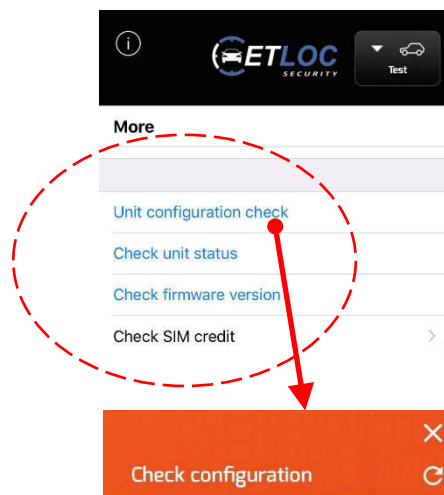 ETLOC
SECURITY
Test
More
Unit configuration check
Check unit status
Check firmware version
Check SIM credit
Check configuration